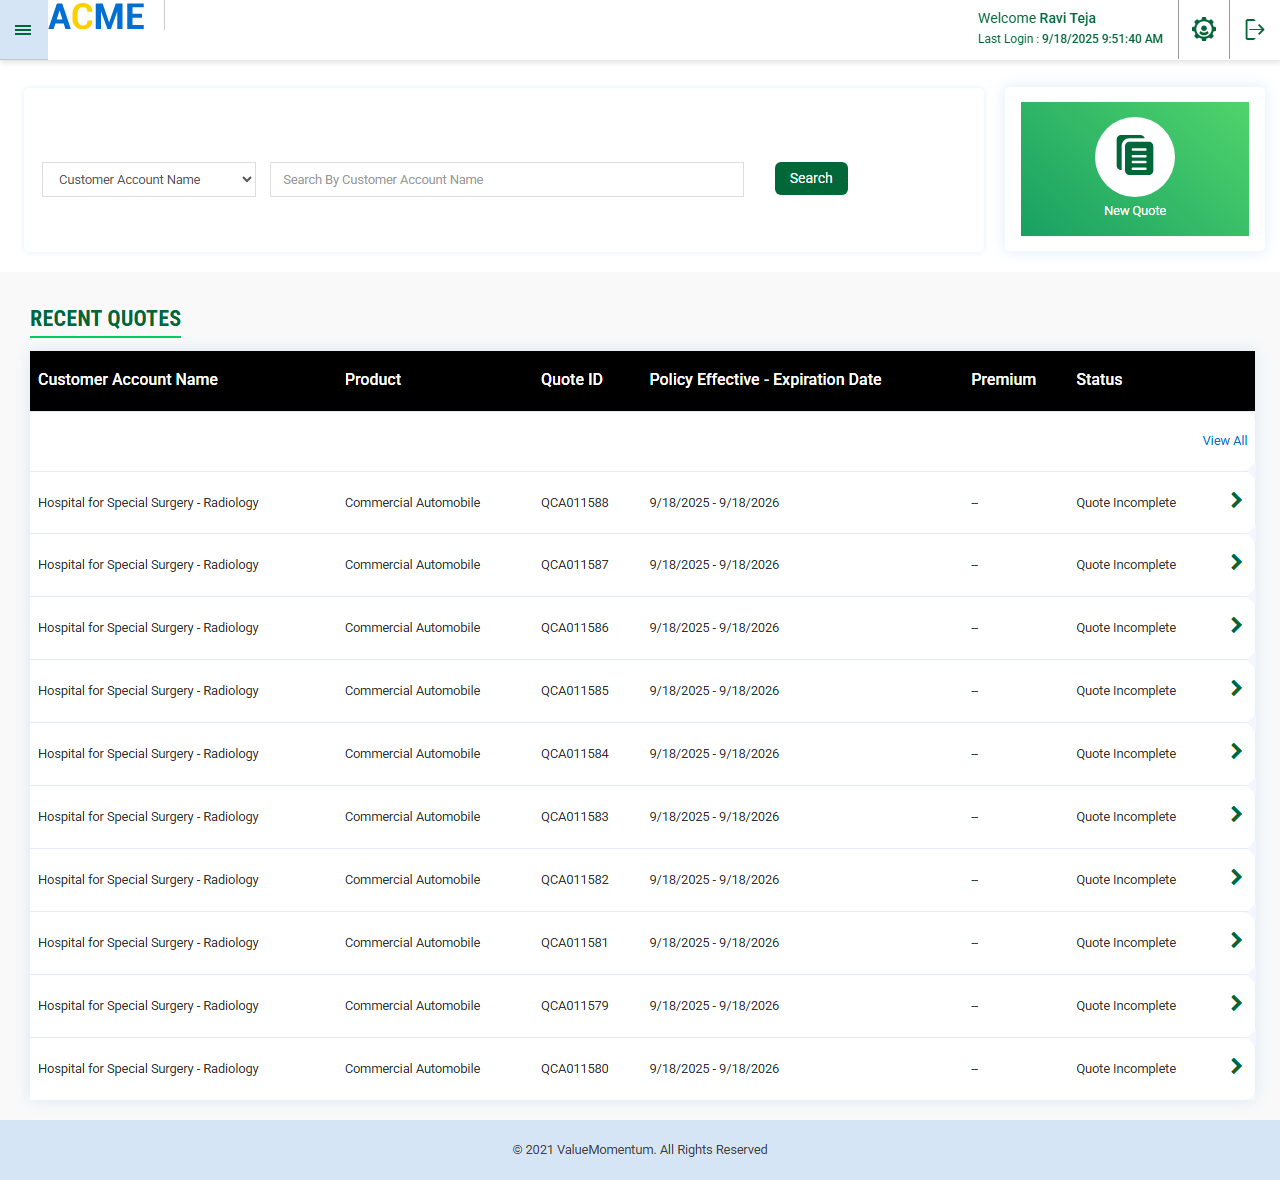 ACME
Welcome Ravi Teja
Last Login : 9/18/2025 9:51:40 AM
Customer Account Name
Search By Customer Account Name
Search
New Quote
RECENT QUOTES
Customer Account Name Product Quote ID Policy Effective - Expiration Date Premium Status
View All
Hospital for Special Surgery - Radiology Commercial Automobile QCA011588 9/18/2025 - 9/18/2026 -- Quote Incomplete
Hospital for Special Surgery - Radiology Commercial Automobile QCA011587 9/18/2025 - 9/18/2026 -- Quote Incomplete
Hospital for Special Surgery - Radiology Commercial Automobile QCA011586 9/18/2025 - 9/18/2026 -- Quote Incomplete
Hospital for Special Surgery - Radiology Commercial Automobile QCA011585 9/18/2025 - 9/18/2026 -- Quote Incomplete
Hospital for Special Surgery - Radiology Commercial Automobile QCA011584 9/18/2025 - 9/18/2026 -- Quote Incomplete
Hospital for Special Surgery - Radiology Commercial Automobile QCA011583 9/18/2025 - 9/18/2026 -- Quote Incomplete
Hospital for Special Surgery - Radiology Commercial Automobile QCA011582 9/18/2025 - 9/18/2026 -- Quote Incomplete
Hospital for Special Surgery - Radiology Commercial Automobile QCA011581 9/18/2025 - 9/18/2026 -- Quote Incomplete
Hospital for Special Surgery - Radiology Commercial Automobile QCA011579 9/18/2025 - 9/18/2026 -- Quote Incomplete
Hospital for Special Surgery - Radiology Commercial Automobile QCA011580 9/18/2025 - 9/18/2026 -- Quote Incomplete
© 2021 ValueMomentum. All Rights Reserved